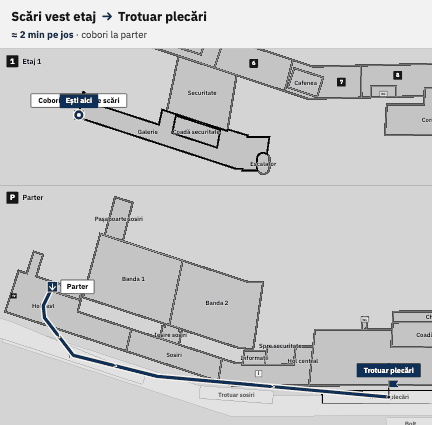 Scări vest etaj → Trotuar plecări
≈ 2 min pe jos · cobori la parter
1 Etaj 1
6
Cafenea
7
8
Securitate
Ești aici
Galerie
Coadă securitate
Escalator
P Parter
Pașapoarte sosiri
Banda 1
Banda 2
Parter
Ieșire sosiri
Sosiri
Spre securitate
Informații
Hol central
Trotuar plecări
Trotuar sosiri